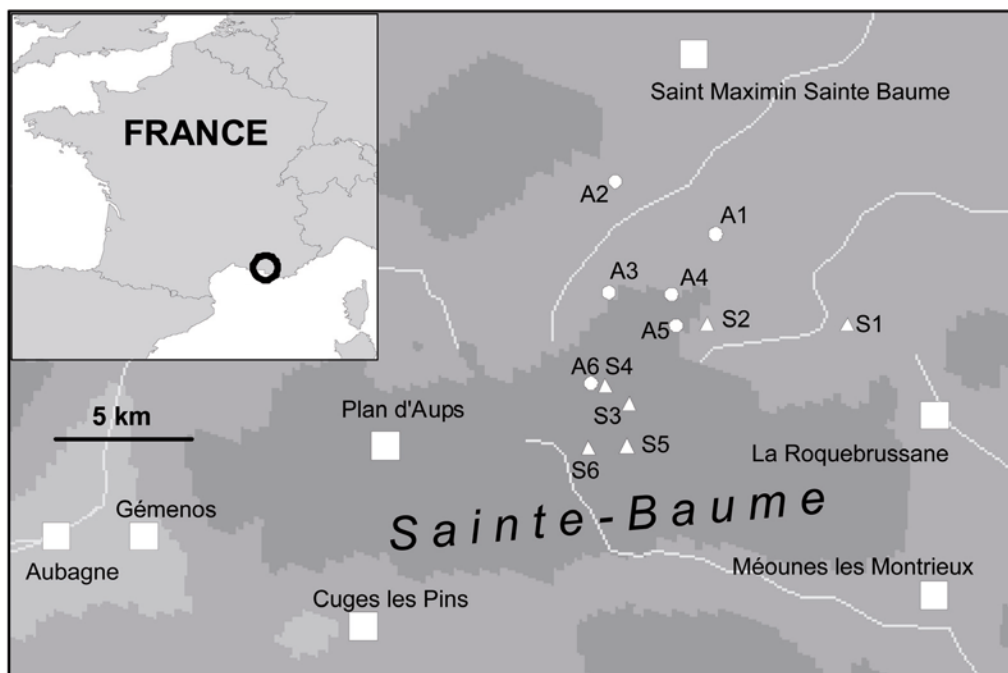 FRANCE
Saint Maximin Sainte Baume
A2
A1
A3
A4
A5
S2
S1
A6
S4
S3
S5
S6
5 km
Plan d'Aups
La Roquebrussane
Sainte-Baume
Gémenos
Aubagne
Méounes les Montrieux
Cuges les Pins